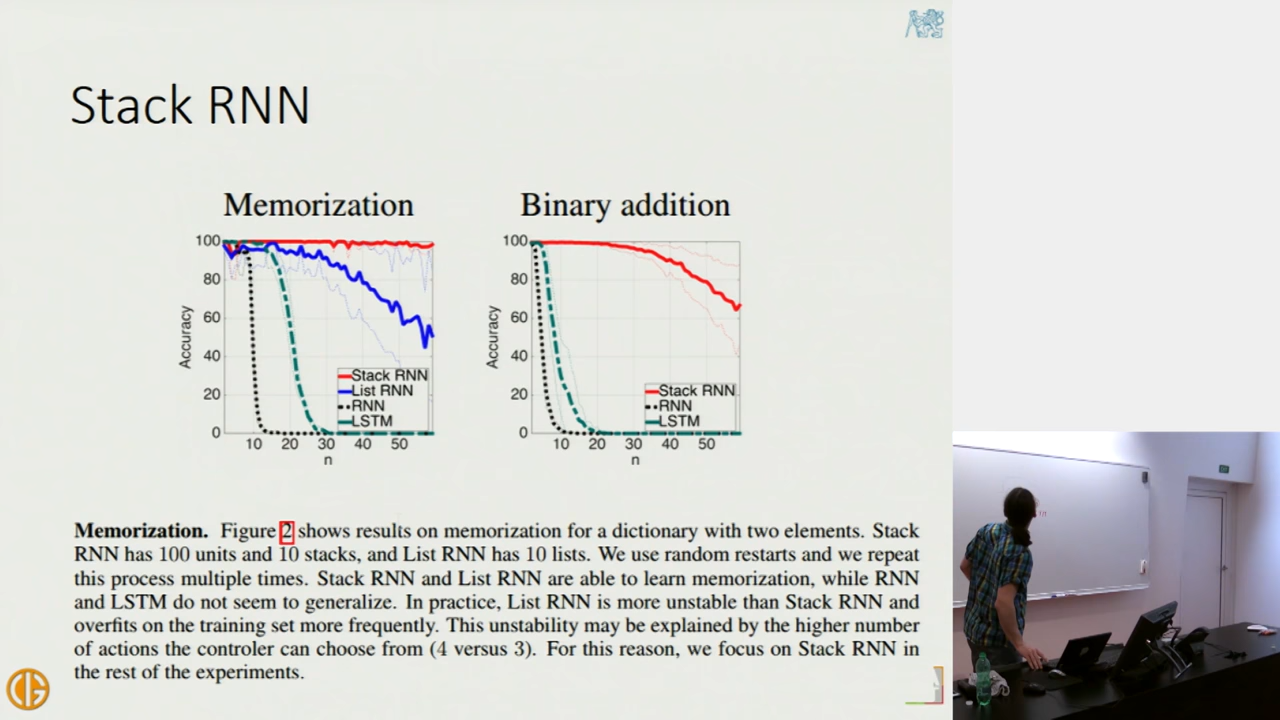 Stack RNN
Memorization
100
80
60
40
20
0
Accuracy
10 20 30 40 50
n
Stack RNN
List RNN
RNN
LSTM
Binary addition
100
80
60
40
20
0
Accuracy
10 20 30 40 50
n
Stack RNN
RNN
LSTM
Memorization. Figure 2 shows results on memorization for a dictionary with two elements. Stack
RNN has 100 units and 10 stacks, and List RNN has 10 lists. We use random restarts and we repeat
this process multiple times. Stack RNN and List RNN are able to learn memorization, while RNN
and LSTM do not seem to generalize. In practice, List RNN is more unstable than Stack RNN and
overfits on the training set more frequently. This unstability may be explained by the higher number
of actions the controler can choose from (4 versus 3). For this reason, we focus on Stack RNN in
the rest of the experiments.